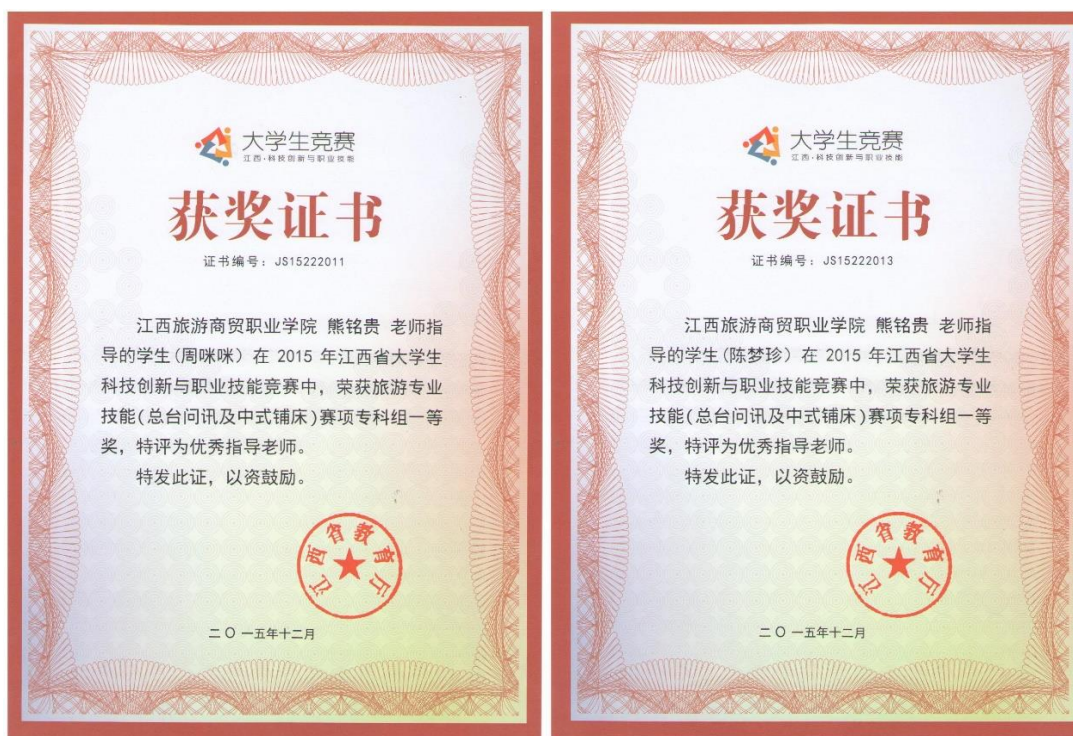 大学生竞赛
江西·科技创新与职业技能
获奖证书
证书编号：JS15222011
江西旅游商贸职业学院 熊铭贵 老师指
导的学生(周咪咪）在 2015 年江西省大学生
科技创新与职业技能竞赛中，荣获旅游专业
技能(总台问讯及中式铺床)赛项专科组一等
奖，特评为优秀指导老师。
特发此证，以资鼓励。
江西省教育厅
二〇一五年十二月
大学生竞赛
江西·科技创新与职业技能
获奖证书
证书编号：JS15222013
江西旅游商贸职业学院 熊铭贵 老师指
导的学生(陈梦珍）在 2015 年江西省大学生
科技创新与职业技能竞赛中，荣获旅游专业
技能(总台问讯及中式铺床)赛项专科组一等
奖，特评为优秀指导老师。
特发此证，以资鼓励。
江西省教育厅
二〇一五年十二月